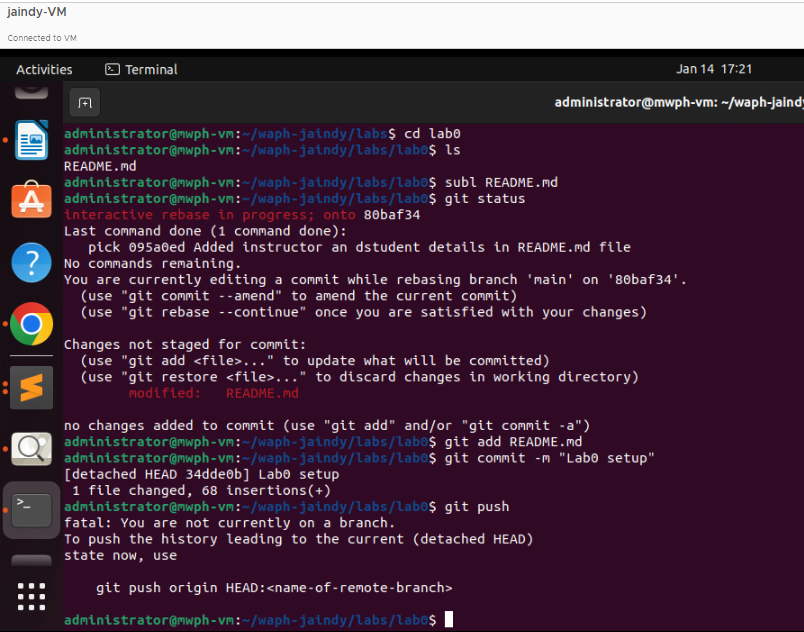 jaindy-VM
Connected to VM
Activities Terminal Jan 14 17:21
administrator@mwph-vm: ~/waph-jaindy
administrator@mwph-vm:~/waph-jaindy/labs$ cd lab0
administrator@mwph-vm:~/waph-jaindy/labs/lab0$ ls
README.md
administrator@mwph-vm:~/waph-jaindy/labs/lab0$ subl README.md
administrator@mwph-vm:~/waph-jaindy/labs/lab0$ git status
interactive rebase in progress; onto 80baf34
Last command done (1 command done):
   pick 095a0ed Added instructor an dstudent details in README.md file
No commands remaining.
You are currently editing a commit while rebasing branch 'main' on '80baf34'.
  (use "git commit --amend" to amend the current commit)
  (use "git rebase --continue" once you are satisfied with your changes)
Changes not staged for commit:
  (use "git add <file>..." to update what will be committed)
  (use "git restore <file>..." to discard changes in working directory)
        modified:   README.md
no changes added to commit (use "git add" and/or "git commit -a")
administrator@mwph-vm:~/waph-jaindy/labs/lab0$ git add README.md
administrator@mwph-vm:~/waph-jaindy/labs/lab0$ git commit -m "Lab0 setup"
[detached HEAD 34dde0b] Lab0 setup
 1 file changed, 68 insertions(+)
administrator@mwph-vm:~/waph-jaindy/labs/lab0$ git push
fatal: You are not currently on a branch.
To push the history leading to the current (detached HEAD)
state now, use
    git push origin HEAD:<name-of-remote-branch>
administrator@mwph-vm:~/waph-jaindy/labs/lab0$